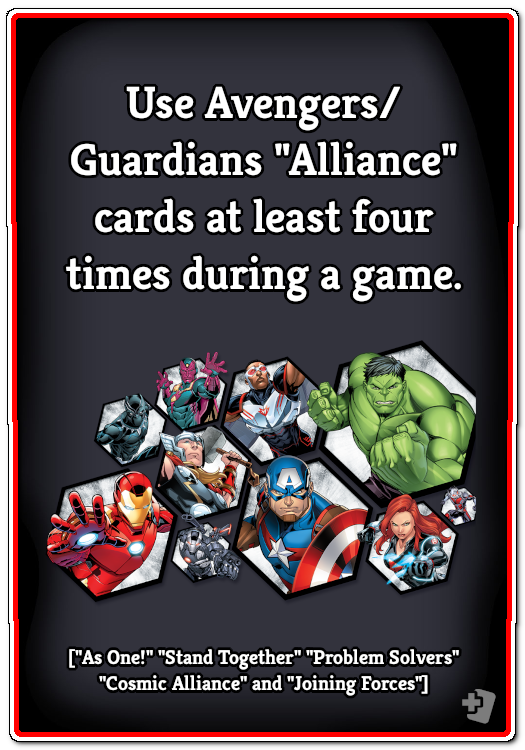 Use Avengers/
Guardians "Alliance"
cards at least four
times during a game.
A
["As One!" "Stand Together" "Problem Solvers"
"Cosmic Alliance" and "Joining Forces"]